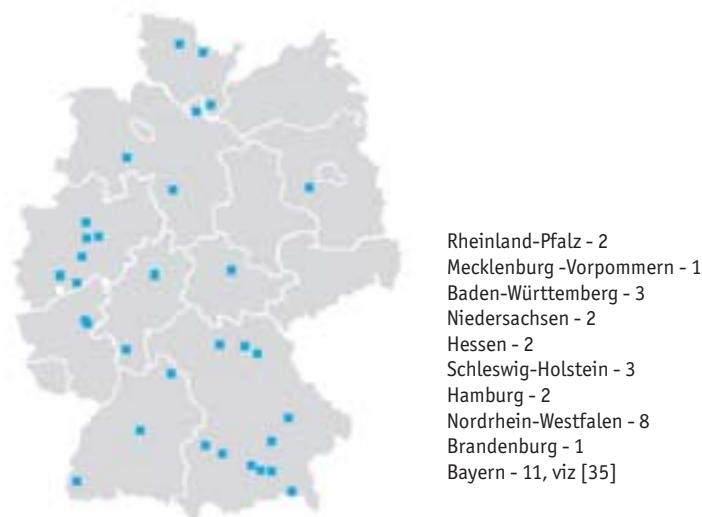 Rheinland-Pfalz - 2
Mecklenburg -Vorpommern - 1
Baden-Württemberg - 3
Niedersachsen - 2
Hessen - 2
Schleswig-Holstein - 3
Hamburg - 2
Nordrhein-Westfalen - 8
Brandenburg - 1
Bayern - 11, viz [35]